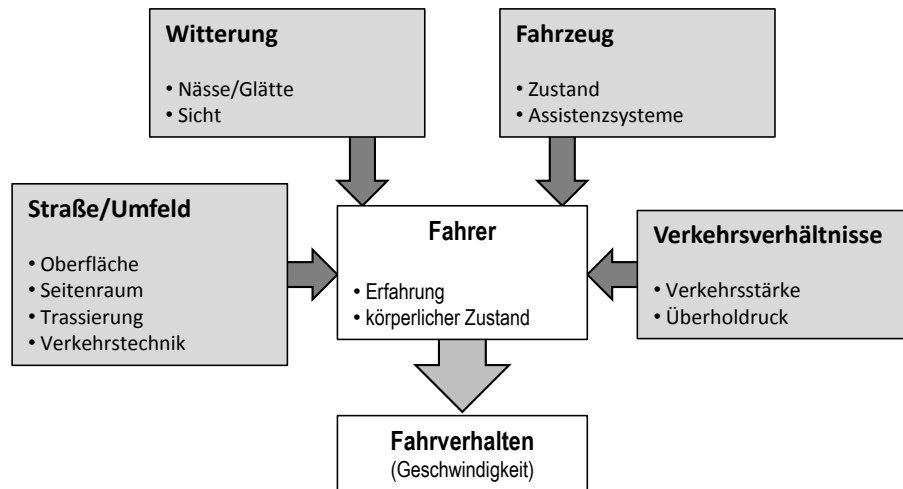 Witterung
• Nässe/Glätte
• Sicht
Fahrzeug
• Zustand
• Assistenzsysteme
Straße/Umfeld
• Oberfläche
• Seitenraum
• Trassierung
• Verkehrstechnik
Fahrer
• Erfahrung
• körperlicher Zustand
Verkehrsverhältnisse
• Verkehrsstärke
• Überholdruck
Fahrverhalten
(Geschwindigkeit)